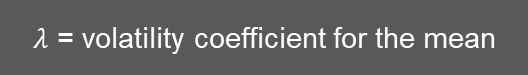 λ = volatility coefficient for the mean